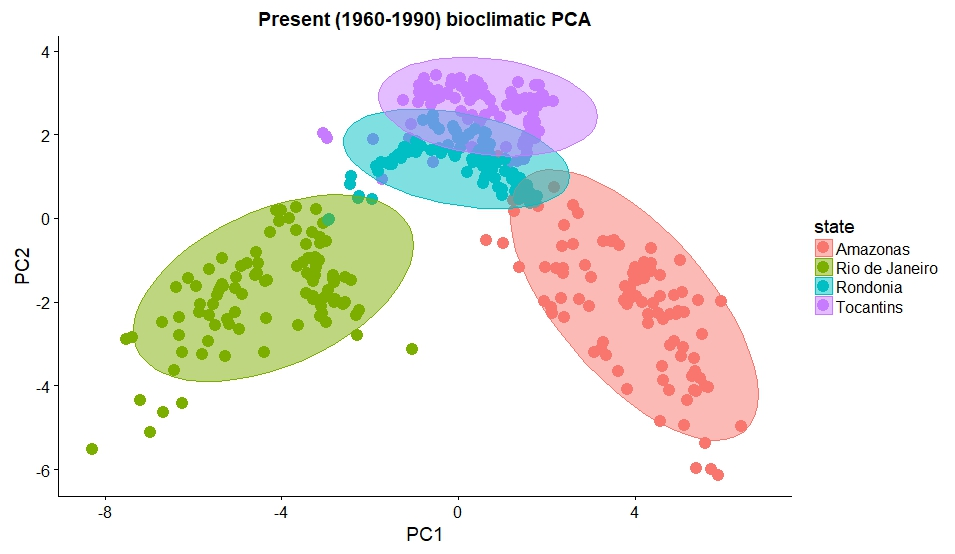 Present (1960-1990) bioclimatic PCA
4
2
0
-2
-4
-6
PC2
-8
-4
0
4
PC1
state
Amazonas
Rio de Janeiro
Rondonia
Tocantins